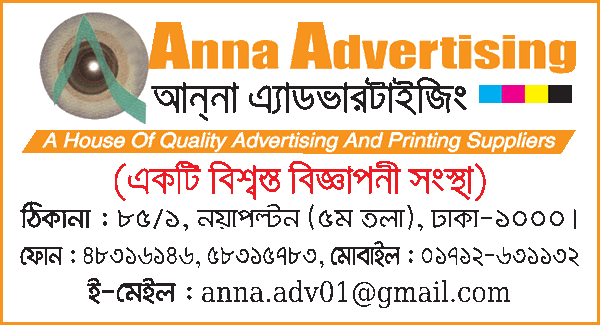 Anna Advertising
আন্‌না এ্যাডভারটাইজিং
A House Of Quality Advertising And Printing Suppliers
(একটি বিশ্বস্ত বিজ্ঞাপনী সংস্থা)
ঠিকানা : ৮৫/১, নয়াপল্টন (৫ম তলা), ঢাকা-১০০০।
ফোন : ৪৮৩১৬১৪৬, ৫৮৩১৫৭৮৩, মোবাইল : ০১৭১২-৬৩১১৩২
ই-মেইল : anna.adv01@gmail.com